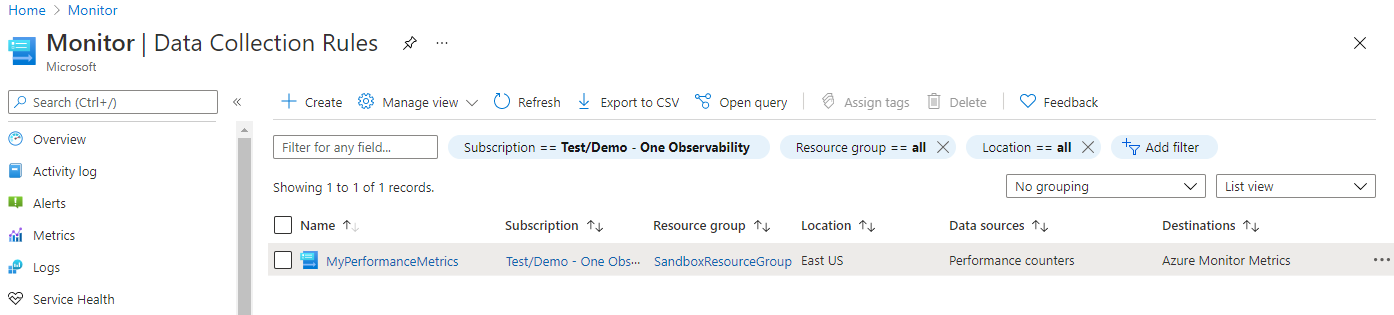 Home > Monitor
Monitor | Data Collection Rules ···
Microsoft
Search (Ctrl+/) «
Create Manage view Refresh Export to CSV Open query Assign tags Delete Feedback
Overview
Activity log
Alerts
Metrics
Logs
Service Health
Filter for any field... Subscription == Test/Demo - One Observability Resource group == all Location == all Add filter
Showing 1 to 1 of 1 records. No grouping List view
Name Subscription Resource group Location Data sources Destinations
MyPerformanceMetrics Test/Demo - One Obs··· SandboxResourceGroup East US Performance counters Azure Monitor Metrics ···